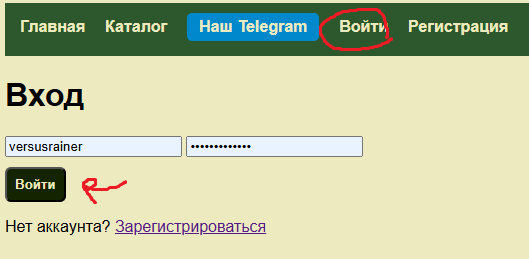 Главная Каталог Наш Telegram Войти Регистрация
Вход
versusrainer •••••••••••••
Войти
Нет аккаунта? Зарегистрироваться